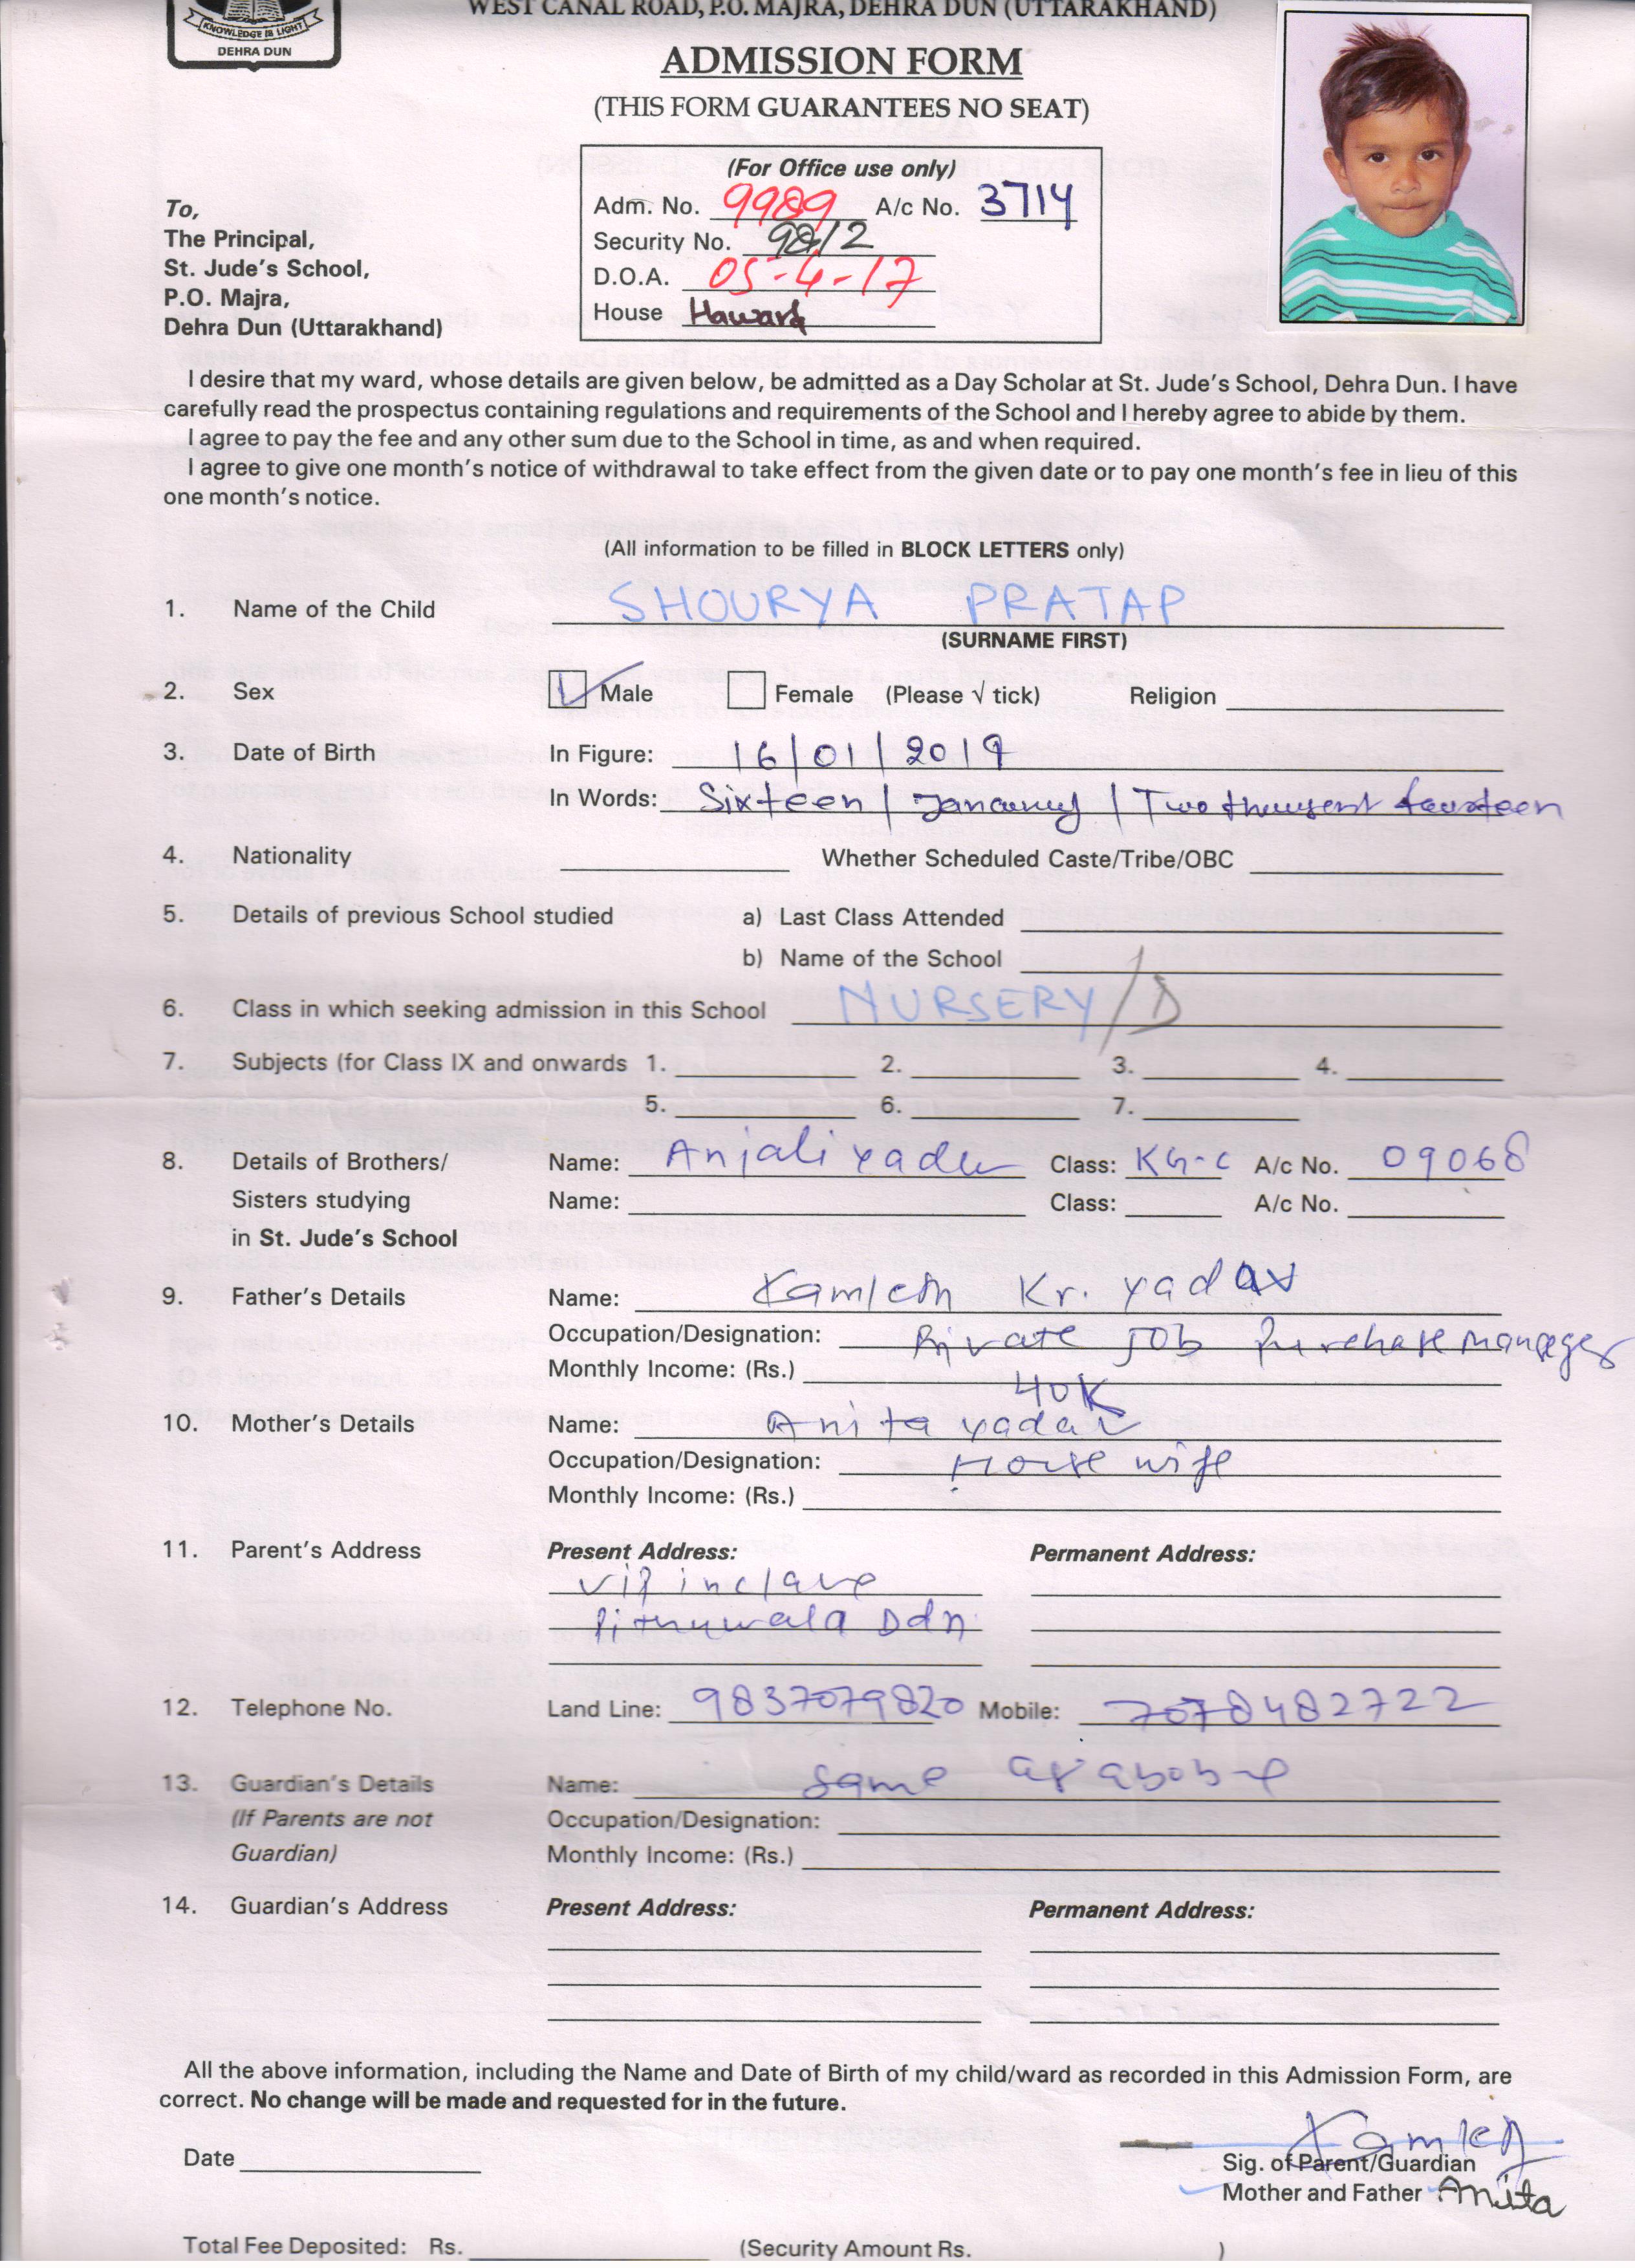 WEST CANAL ROAD, P.O. MAJRA, DEHRA DUN (UTTARAKHAND)
KNOWLEDGE IS LIGHT
DEHRA DUN
ADMISSION FORM
(THIS FORM GUARANTEES NO SEAT)
(For Office use only)
Adm. No. 9989 A/c No. 3714
Security No. 98/2
D.O.A. 05-4-17
House Haward
To,
The Principal,
St. Jude's School,
P.O. Majra,
Dehra Dun (Uttarakhand)
I desire that my ward, whose details are given below, be admitted as a Day Scholar at St. Jude's School, Dehra Dun. I have
carefully read the prospectus containing regulations and requirements of the School and I hereby agree to abide by them.
I agree to pay the fee and any other sum due to the School in time, as and when required.
I agree to give one month's notice of withdrawal to take effect from the given date or to pay one month's fee in lieu of this
one month's notice.
(All information to be filled in BLOCK LETTERS only)
1. Name of the Child SHOURYA PRATAP
(SURNAME FIRST)
2. Sex Male Female (Please √ tick) Religion
3. Date of Birth In Figure: 16/01/2019
In Words: Sixteen / January / Two thousent fourteen
4. Nationality Whether Scheduled Caste/Tribe/OBC
5. Details of previous School studied a) Last Class Attended
b) Name of the School
6. Class in which seeking admission in this School NURSERY/D
7. Subjects (for Class IX and onwards 1. 2. 3. 4.
5. 6. 7.
8. Details of Brothers/ Name: Anjali Yadav Class: KG-C A/c No. 09068
Sisters studying Name: Class: A/c No.
in St. Jude's School
9. Father's Details Name: Kamlesh Kr. Yadav
Occupation/Designation: Private JOB Purchase Manager
Monthly Income: (Rs.) 40K
10. Mother's Details Name: Anita Yadav
Occupation/Designation: House wife
Monthly Income: (Rs.)
11. Parent's Address Present Address: Permanent Address:
Vip inclave
Pithuwala Ddn
12. Telephone No. Land Line: 9837079820 Mobile: 7078482722
13. Guardian's Details Name: Same as abobe
(If Parents are not Occupation/Designation:
Guardian) Monthly Income: (Rs.)
14. Guardian's Address Present Address: Permanent Address:
All the above information, including the Name and Date of Birth of my child/ward as recorded in this Admission Form, are
correct. No change will be made and requested for in the future.
Kamlesh
Date Sig. of Parent/Guardian
Mother and Father Anita
Total Fee Deposited: Rs. (Security Amount Rs. )